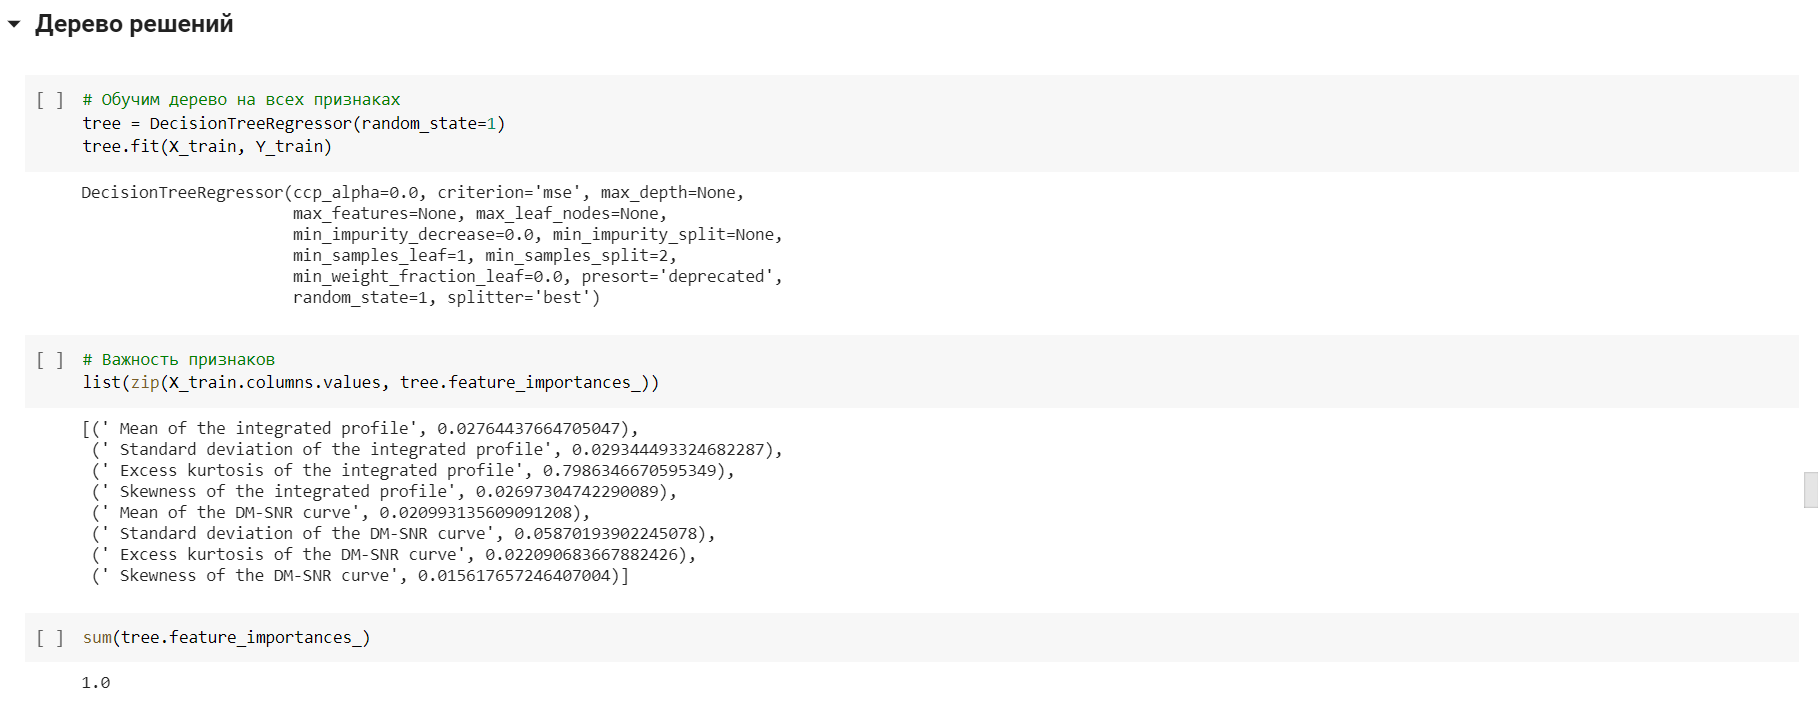 Дерево решений
[ ] # Обучим дерево на всех признаках
tree = DecisionTreeRegressor(random_state=1)
tree.fit(X_train, Y_train)
DecisionTreeRegressor(ccp_alpha=0.0, criterion='mse', max_depth=None,
max_features=None, max_leaf_nodes=None,
min_impurity_decrease=0.0, min_impurity_split=None,
min_samples_leaf=1, min_samples_split=2,
min_weight_fraction_leaf=0.0, presort='deprecated',
random_state=1, splitter='best')
[ ] # Важность признаков
list(zip(X_train.columns.values, tree.feature_importances_))
[(' Mean of the integrated profile', 0.02764437664705047),
(' Standard deviation of the integrated profile', 0.029344493324682287),
(' Excess kurtosis of the integrated profile', 0.7986346670595349),
(' Skewness of the integrated profile', 0.02697304742290089),
(' Mean of the DM-SNR curve', 0.020993135609091208),
(' Standard deviation of the DM-SNR curve', 0.05870193902245078),
(' Excess kurtosis of the DM-SNR curve', 0.022090683667882426),
(' Skewness of the DM-SNR curve', 0.015617657246407004)]
[ ] sum(tree.feature_importances_)
1.0